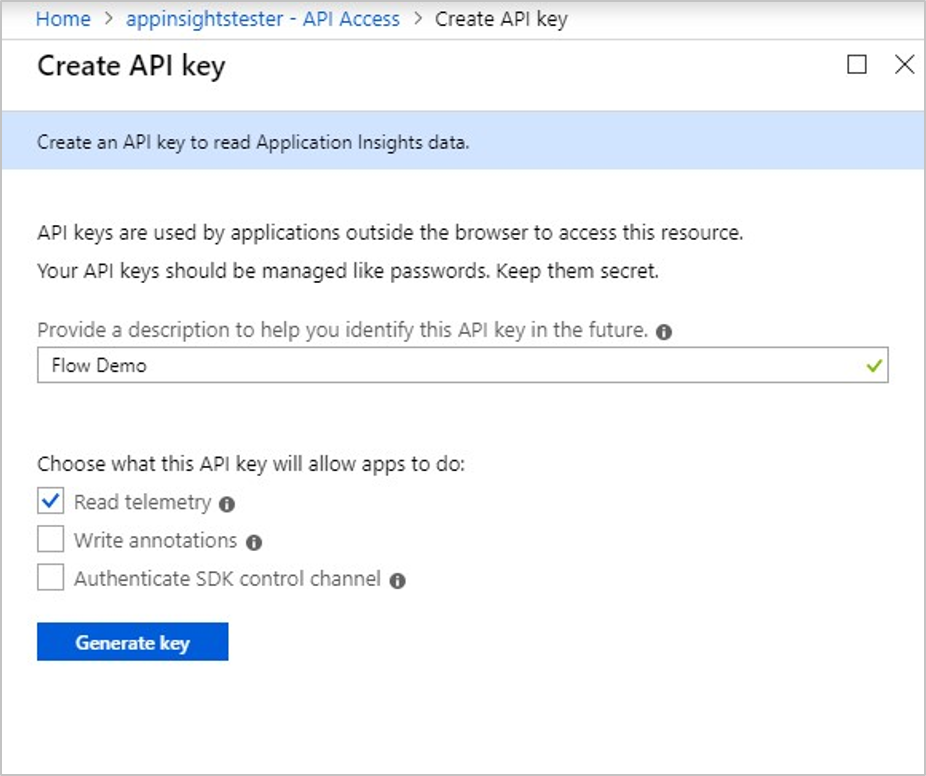 Home > appinsightstester - API Access > Create API key
Create API key
Create an API key to read Application Insights data.
API keys are used by applications outside the browser to access this resource.
Your API keys should be managed like passwords. Keep them secret.
Provide a description to help you identify this API key in the future.
Flow Demo
Choose what this API key will allow apps to do:
Read telemetry
Write annotations
Authenticate SDK control channel
Generate key